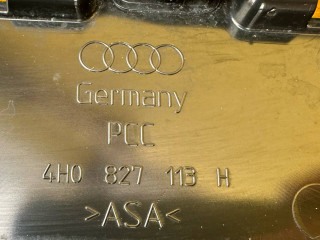 Germany
PCC
4H0 827 113 H
>ASA<